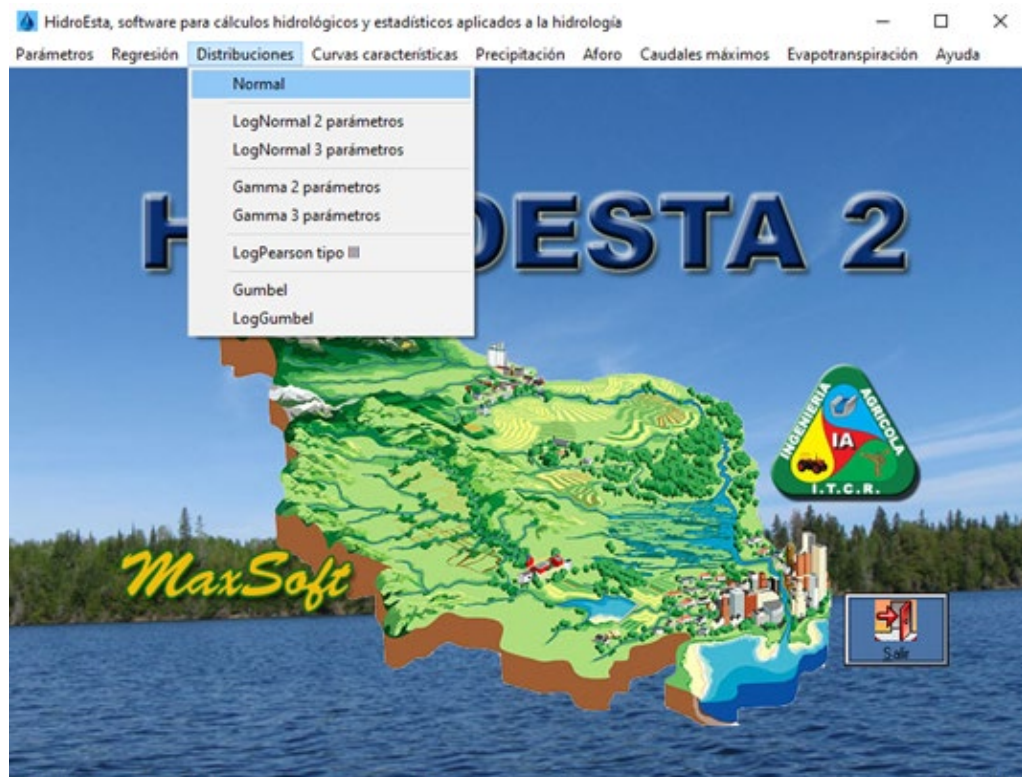 HidroEsta, software para cálculos hidrológicos y estadísticos aplicados a la hidrología
Parámetros Regresión Distribuciones Curvas características Precipitación Aforo Caudales máximos Evapotranspiración Ayuda
Normal
LogNormal 2 parámetros
LogNormal 3 parámetros
Gamma 2 parámetros
Gamma 3 parámetros
LogPearson tipo III
Gumbel
LogGumbel
ESTA 2
INGENIERIA AGRICOLA
IA
I.T.C.R.
MaxSoft
Salir